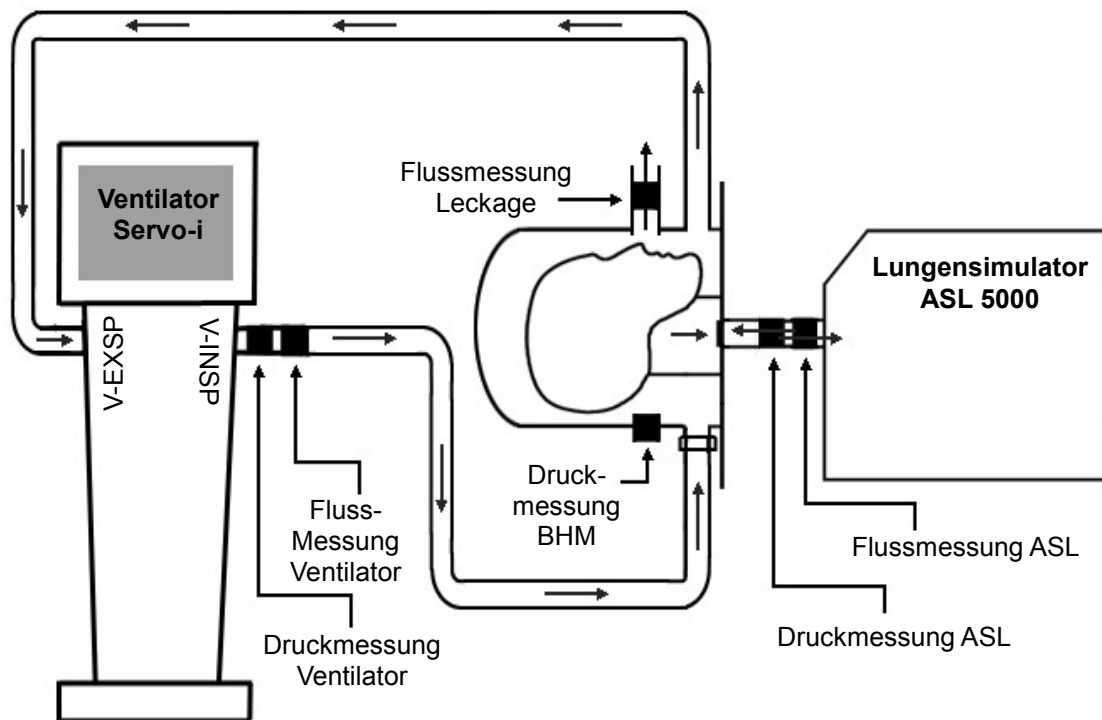 Ventilator
Servo-i
V-EXSP
V-INSP
Flussmessung
Leckage
Lungensimulator
ASL 5000
Druck-
messung
BHM
Fluss-
Messung
Ventilator
Druckmessung
Ventilator
Flussmessung ASL
Druckmessung ASL